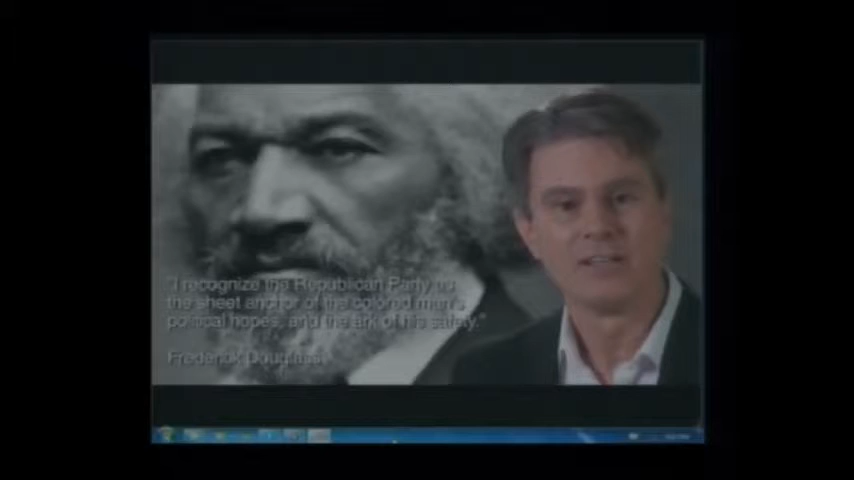 "I recognize the Republican Party as
the sheet anchor of the colored man's
political hopes, and the ark of his safety."
Frederick Douglass